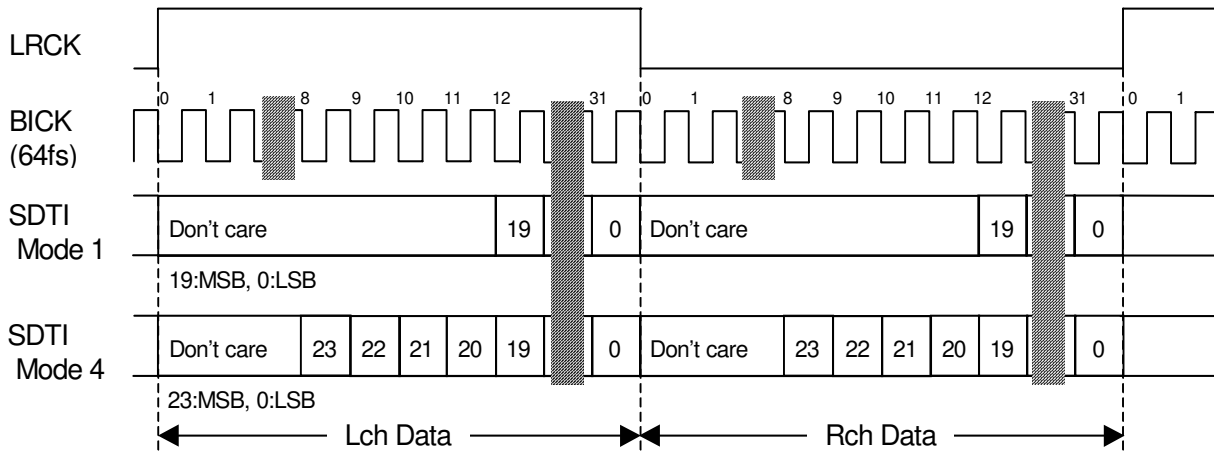 LRCK
0 1 8 9 10 11 12 31 0 1 8 9 10 11 12 31 0 1
BICK
(64fs)
SDTI
Mode 1
Don't care 19 0 Don't care 19 0
19:MSB, 0:LSB
SDTI
Mode 4
Don't care 23 22 21 20 19 0 Don't care 23 22 21 20 19 0
23:MSB, 0:LSB
Lch Data Rch Data